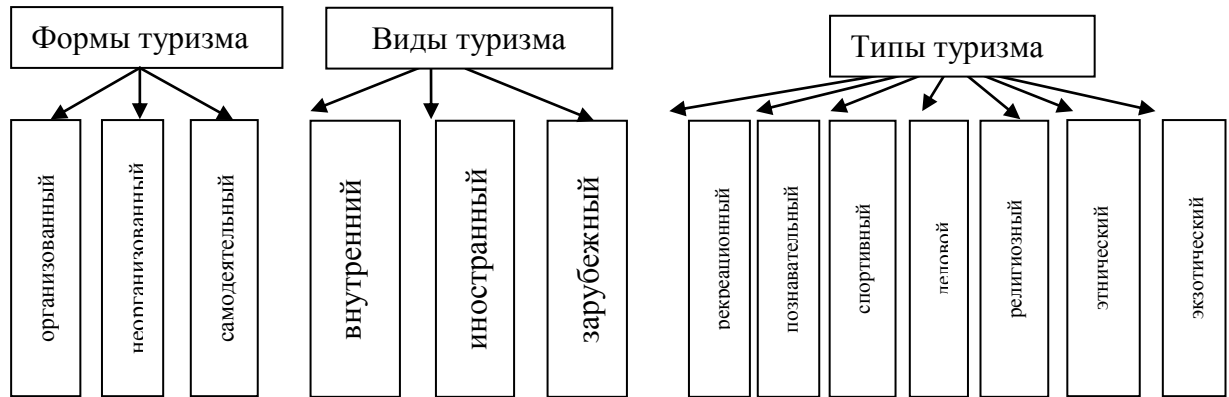 Формы туризма
организованный
неорганизованный
самодеятельный
Виды туризма
внутренний
иностранный
зарубежный
Типы туризма
рекреационный
познавательный
спортивный
деловой
религиозный
этнический
экзотический